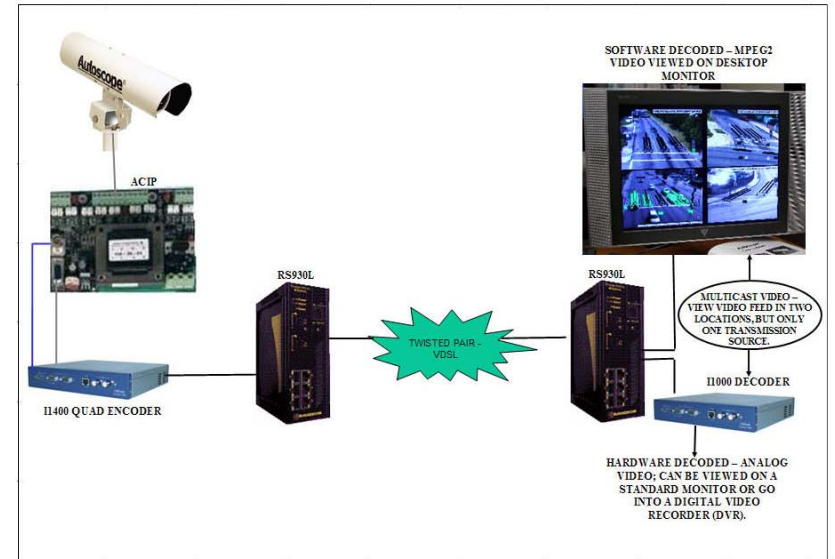 SOFTWARE DECODED – MPEG2
VIDEO VIEWED ON DESKTOP
MONITOR
Autoscope
ACIP
RS930L
RS930L
MULTICAST VIDEO –
VIEW VIDEO FEED IN TWO
LOCATIONS, BUT ONLY
ONE TRANSMISSION
SOURCE.
TWISTED PAIR -
VDSL
I1400 QUAD ENCODER
I1000 DECODER
HARDWARE DECODED – ANALOG
VIDEO; CAN BE VIEWED ON A
STANDARD MONITOR OR GO
INTO A DIGITAL VIDEO
RECORDER (DVR).